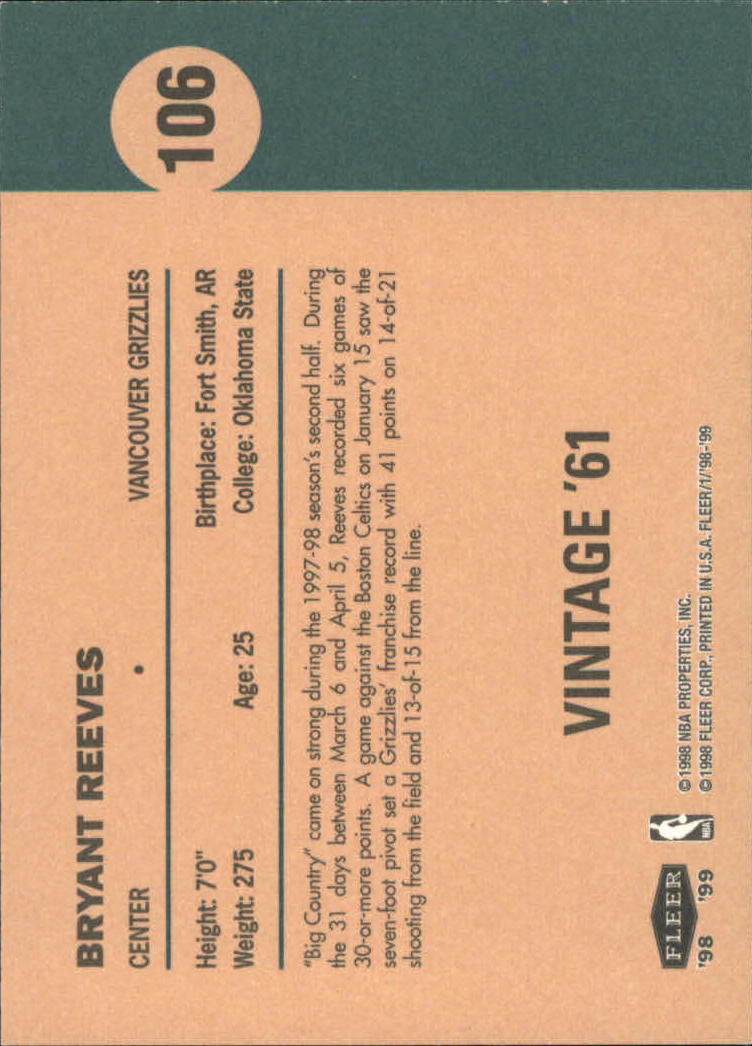 106
BRYANT REEVES
CENTER • VANCOUVER GRIZZLIES
Height: 7'0" Birthplace: Fort Smith, AR
Weight: 275 Age: 25 College: Oklahoma State
"Big Country" came on strong during the 1997-98 season's second half. During
the 31 days between March 6 and April 5, Reeves recorded six games of
30-or-more points. A game against the Boston Celtics on January 15 saw the
seven-foot pivot set a Grizzlies' franchise record with 41 points on 14-of-21
shooting from the field and 13-of-15 from the line.
VINTAGE '61
©1998 NBA PROPERTIES, INC.
©1998 FLEER CORP., PRINTED IN U.S.A. FLEER/1/'98-'99
NBA
FLEER
'98 '99